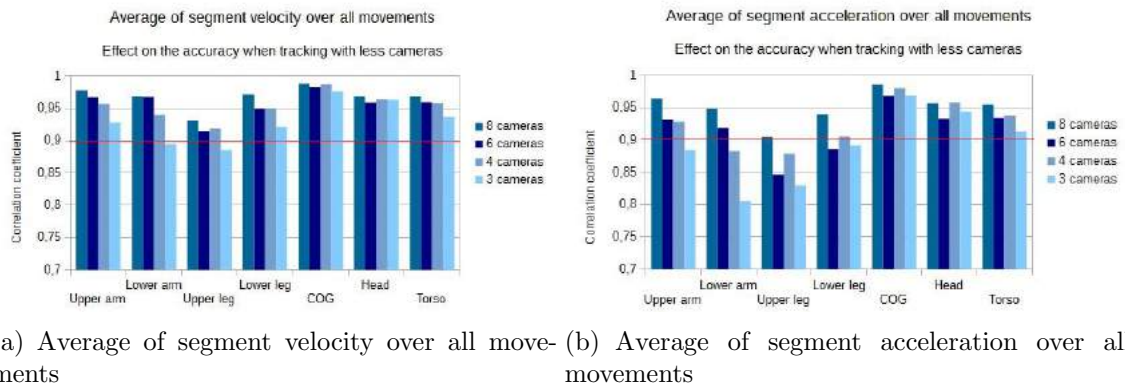 Average of segment velocity over all movements
Effect on the accuracy when tracking with less cameras
Correlation coefficient
1
0,95
0,9
0,85
0,8
0,75
0,7
Upper arm
Lower arm
Upper leg
Lower leg
COG
Head
Torso
8 cameras
6 cameras
4 cameras
3 cameras
Average of segment acceleration over all movements
Effect on the accuracy when tracking with less cameras
Correlation coefficient
1
0,95
0,9
0,85
0,8
0,75
0,7
Upper arm
Lower arm
Upper leg
Lower leg
COG
Head
Torso
8 cameras
6 cameras
4 cameras
3 cameras
a) Average of segment velocity over all move-
ments
(b) Average of segment acceleration over al
movements